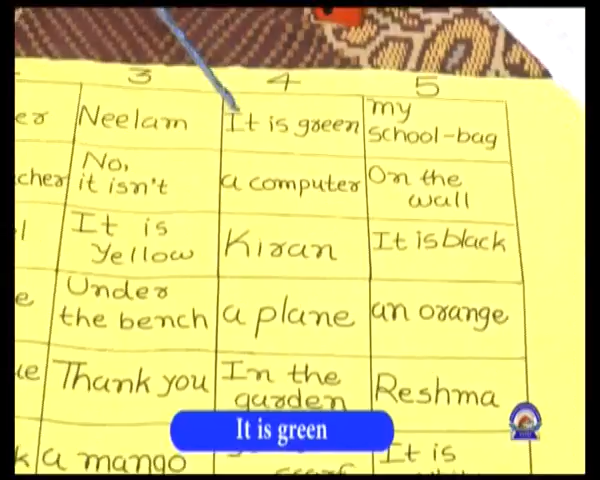 3 4 5
er Neelam It is green my school-bag
cher No, it isn't a computer On the wall
l It is Yellow Kiran It is black
e Under the bench a plane an orange
ue Thank you In the garden Reshma
k a mango It is
It is green